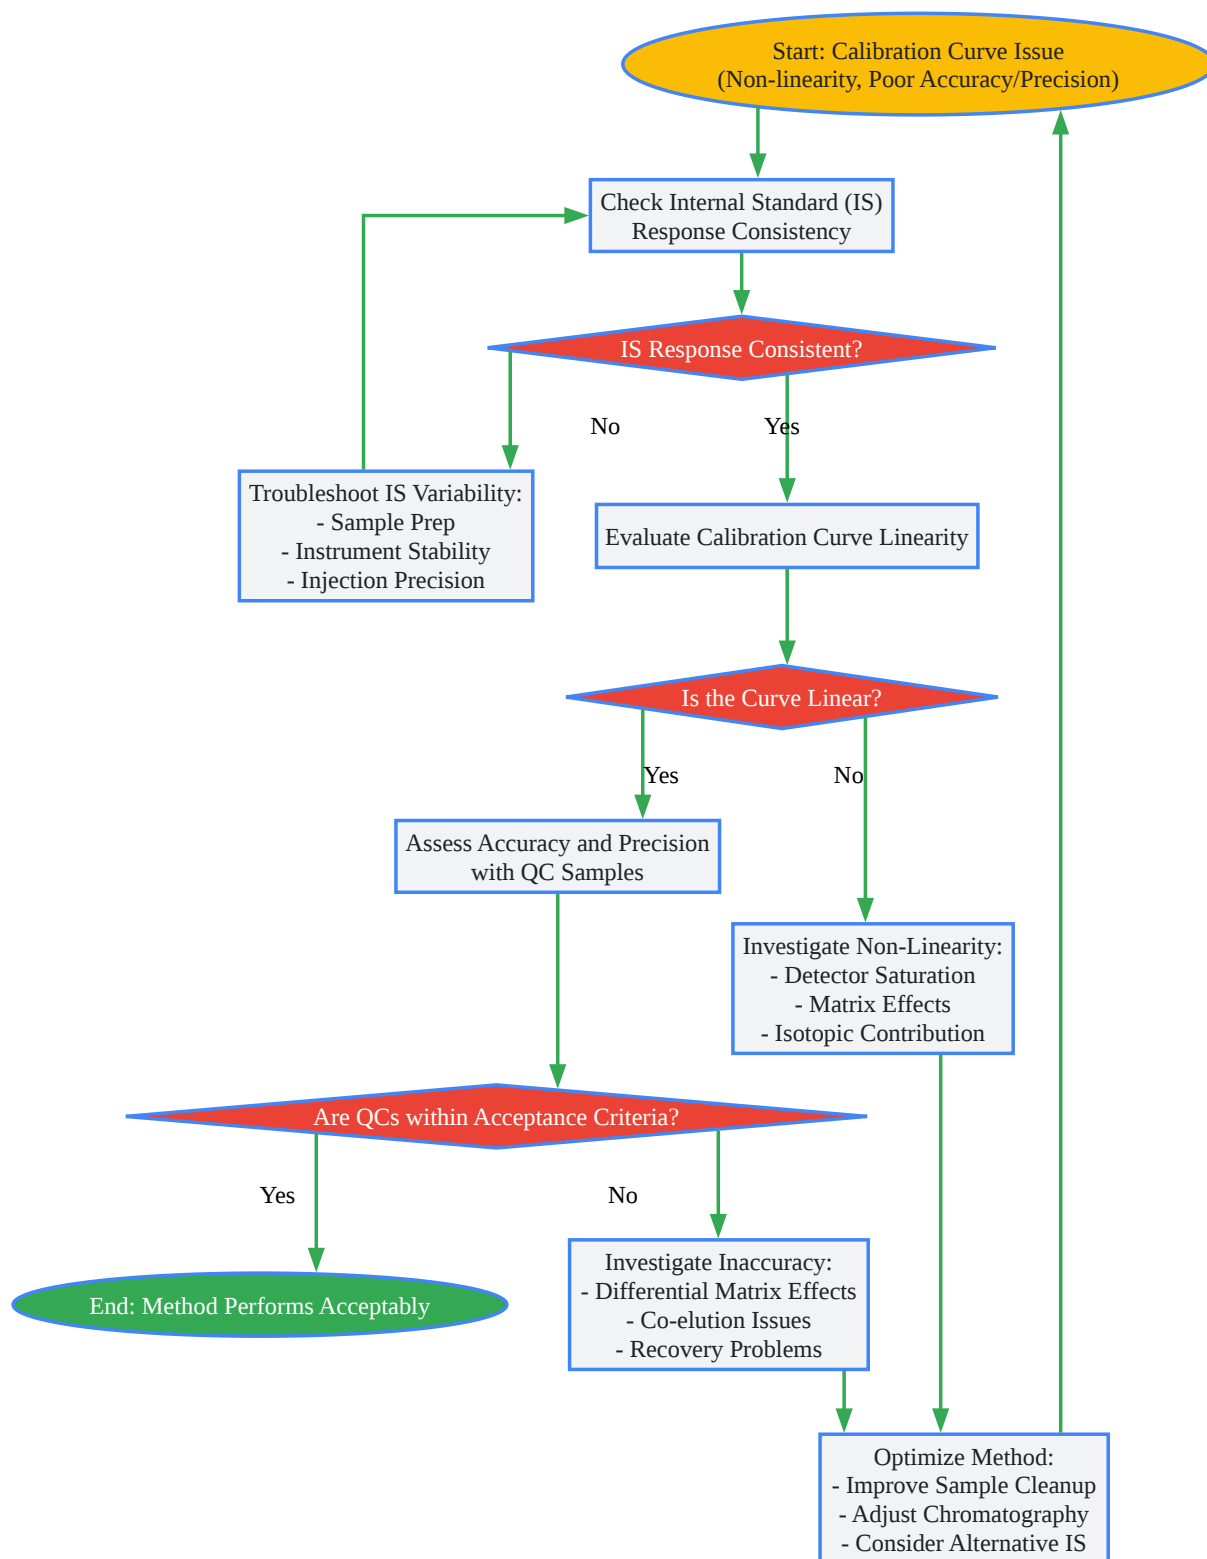 Start: Calibration Curve Issue
(Non-linearity, Poor Accuracy/Precision)
Check Internal Standard (IS)
Response Consistency
IS Response Consistent?
No
Yes
Troubleshoot IS Variability:
- Sample Prep
- Instrument Stability
- Injection Precision
Evaluate Calibration Curve Linearity
Is the Curve Linear?
Yes
No
Assess Accuracy and Precision
with QC Samples
Investigate Non-Linearity:
- Detector Saturation
- Matrix Effects
- Isotopic Contribution
Are QCs within Acceptance Criteria?
Yes
No
Investigate Inaccuracy:
- Differential Matrix Effects
- Co-elution Issues
- Recovery Problems
End: Method Performs Acceptably
Optimize Method:
- Improve Sample Cleanup
- Adjust Chromatography
- Consider Alternative IS